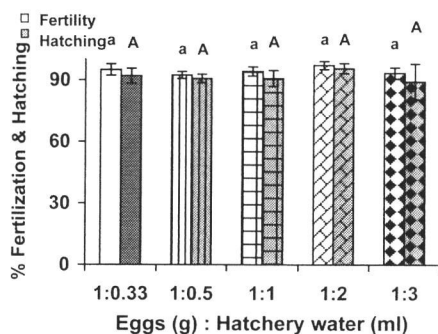 Fertility
Hatching
a A a A a A a A a A
90
60
30
0
% Fertilization & Hatching
1:0.33 1:0.5 1:1 1:2 1:3
Eggs (g) : Hatchery water (ml)